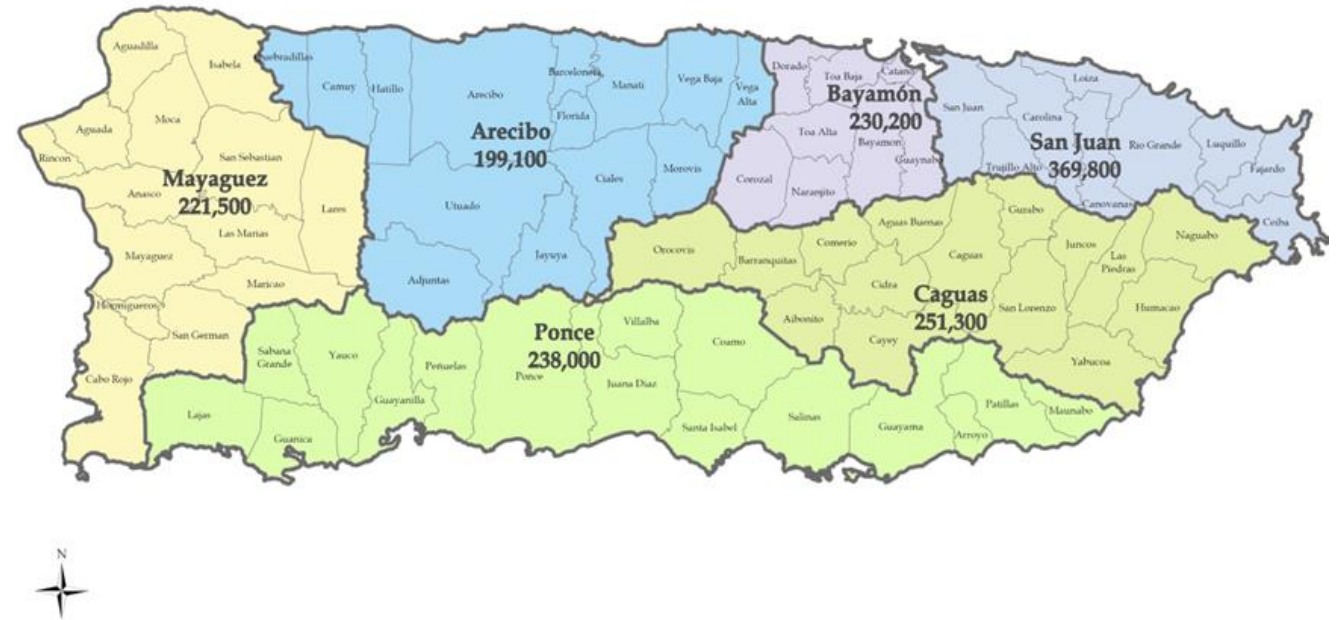 Aguadilla
Isabela
Quebradillas
Camuy
Hatillo
Arecibo
Barceloneta
Manati
Vega Baja
Vega
Alta
Florida
Arecibo
199,100
Ciales
Morovis
Utuado
Jayuya
Adjuntas
Moca
Aguada
Rincon
San Sebastian
Anasco
Mayaguez
221,500
Lares
Las Marias
Mayaguez
Maricao
Hormigueros
San German
Cabo Rojo
Dorado
Toa Baja
Catano
Bayamón
230,200
Toa Alta
Bayamon
Guaynabo
Corozal
Naranjito
San Juan
Carolina
Loiza
San Juan
369,800
Rio Grande
Luquillo
Fajardo
Trujillo Alto
Canovanas
Ceiba
Orocovis
Barranquitas
Comerio
Aguas Buenas
Gurabo
Caguas
Juncos
Las
Piedras
Naguabo
Cidra
Caguas
251,300
San Lorenzo
Humacao
Aibonito
Cayey
Yabucoa
Sabana
Grande
Yauco
Peñuelas
Guayanilla
Ponce
238,000
Ponce
Villalba
Juana Diaz
Coamo
Lajas
Guanica
Santa Isabel
Salinas
Guayama
Arroyo
Patillas
Maunabo
N